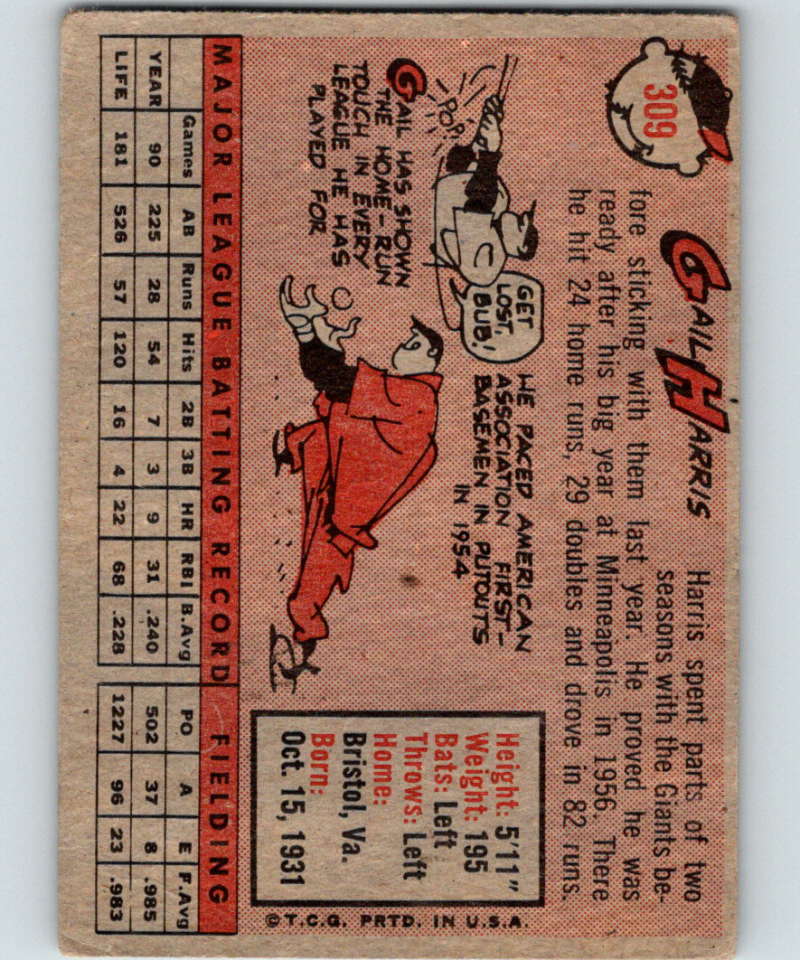 309
GAIL HARRIS
Harris spent parts of two
seasons with the Giants be-
fore sticking with them last year. He proved he was
ready after his big year at Minneapolis in 1956. There
he hit 24 home runs, 29 doubles and drove in 82 runs.
POP!
GET
LOST,
BUB!
GAIL HAS SHOWN
THE HOME-RUN
TOUCH IN EVERY
LEAGUE HE HAS
PLAYED FOR
HE PACED AMERICAN
ASSOCIATION FIRST-
BASEMEN IN PUTOUTS
IN 1954
Height: 5'11"
Weight: 195
Bats: Left
Throws: Left
Home:
Bristol, Va.
Born:
Oct. 15, 1931
©T.C.G. PRTD. IN U.S.A.
MAJOR LEAGUE BATTING RECORD FIELDING
Games AB Runs Hits 2B 3B HR RBI B.Avg PO A E F.Avg
YEAR 90 225 28 54 7 3 9 31 .240 502 37 8 .985
LIFE 181 526 57 120 16 4 22 68 .228 1227 96 23 .983